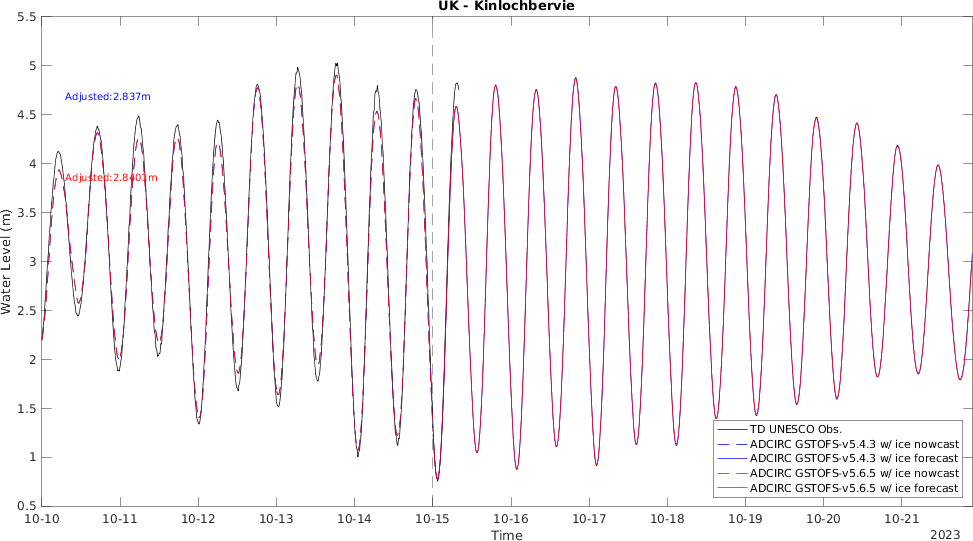 UK - Kinlochbervie
5.5
5
4.5
4
3.5
3
2.5
2
1.5
1
0.5
Water Level (m)
Adjusted:2.837m
Adjusted:2.8401m
TD UNESCO Obs.
ADCIRC GSTOFS-v5.4.3 w/ ice nowcast
ADCIRC GSTOFS-v5.4.3 w/ ice forecast
ADCIRC GSTOFS-v5.6.5 w/ ice nowcast
ADCIRC GSTOFS-v5.6.5 w/ ice forecast
10-10 10-11 10-12 10-13 10-14 10-15 10-16 10-17 10-18 10-19 10-20 10-21
Time
2023